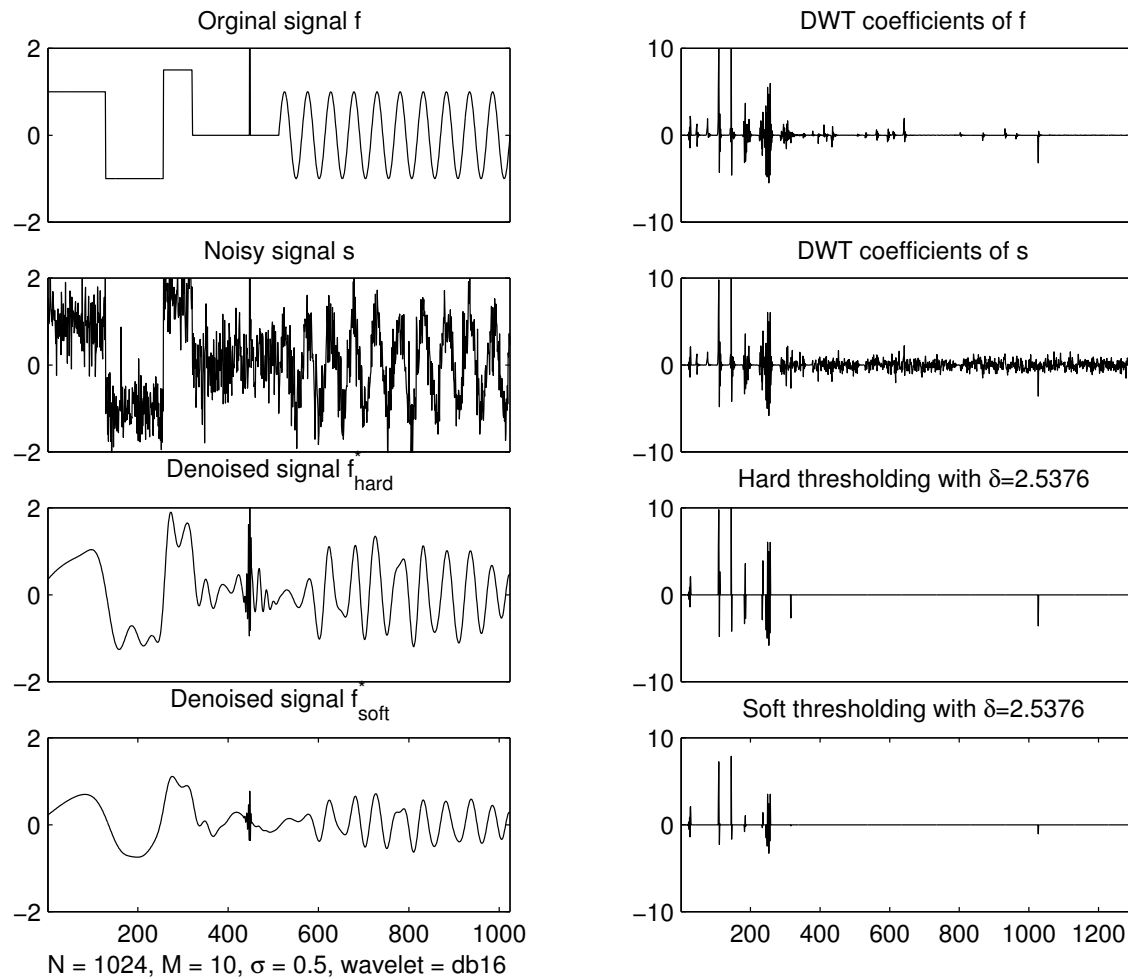 Orginal signal f
2
0
−2
DWT coefficients of f
10
0
−10
Noisy signal s
2
0
−2
DWT coefficients of s
10
0
−10
Denoised signal f*hard
2
0
−2
Hard thresholding with δ=2.5376
10
0
−10
Denoised signal f*soft
2
0
−2
200 400 600 800 1000
Soft thresholding with δ=2.5376
10
0
−10
200 400 600 800 1000 1200
N = 1024, M = 10, σ = 0.5, wavelet = db16